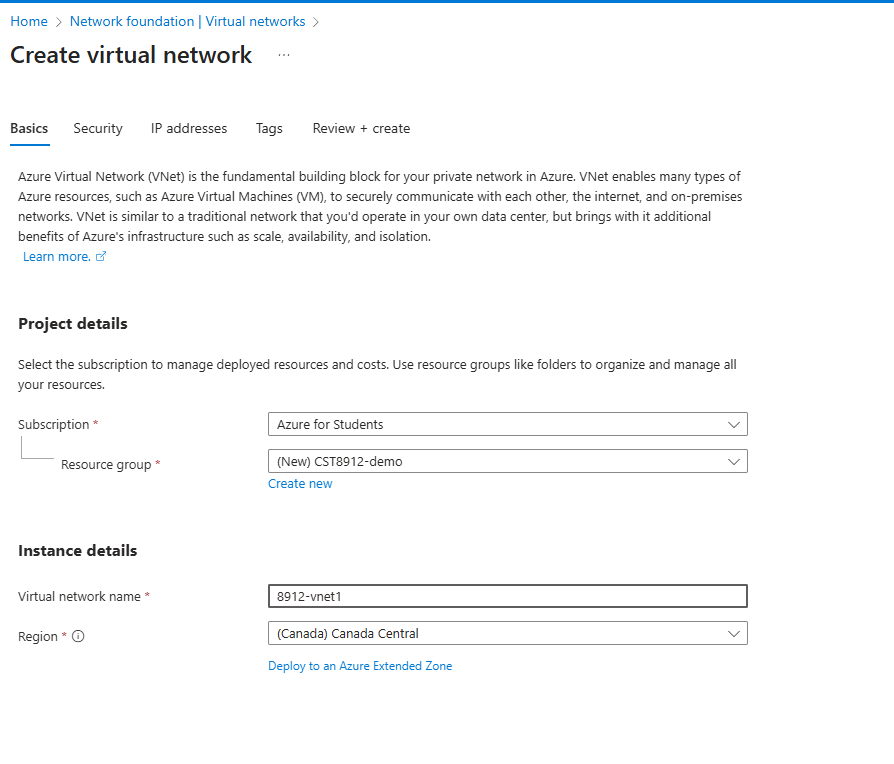 Home > Network foundation | Virtual networks >
Create virtual network ...
Basics Security IP addresses Tags Review + create
Azure Virtual Network (VNet) is the fundamental building block for your private network in Azure. VNet enables many types of
Azure resources, such as Azure Virtual Machines (VM), to securely communicate with each other, the internet, and on-premises
networks. VNet is similar to a traditional network that you'd operate in your own data center, but brings with it additional
benefits of Azure's infrastructure such as scale, availability, and isolation.
Learn more.
Project details
Select the subscription to manage deployed resources and costs. Use resource groups like folders to organize and manage all
your resources.
Subscription * Azure for Students
Resource group * (New) CST8912-demo
Create new
Instance details
Virtual network name * 8912-vnet1
Region * (Canada) Canada Central
Deploy to an Azure Extended Zone